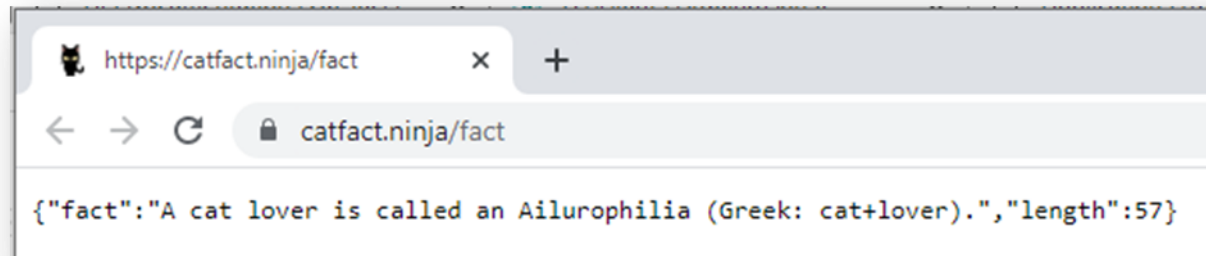 https://catfact.ninja/fact
catfact.ninja/fact
{"fact":"A cat lover is called an Ailurophilia (Greek: cat+lover).","length":57}